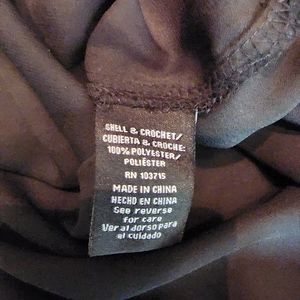 SHELL & CROCHET/
CUBIERTA & CROCHE:
100% POLYESTER/
POLIÉSTER
RN 103715
MADE IN CHINA
HECHO EN CHINA
See reverse
for care
Ver al dorso para
el cuidado